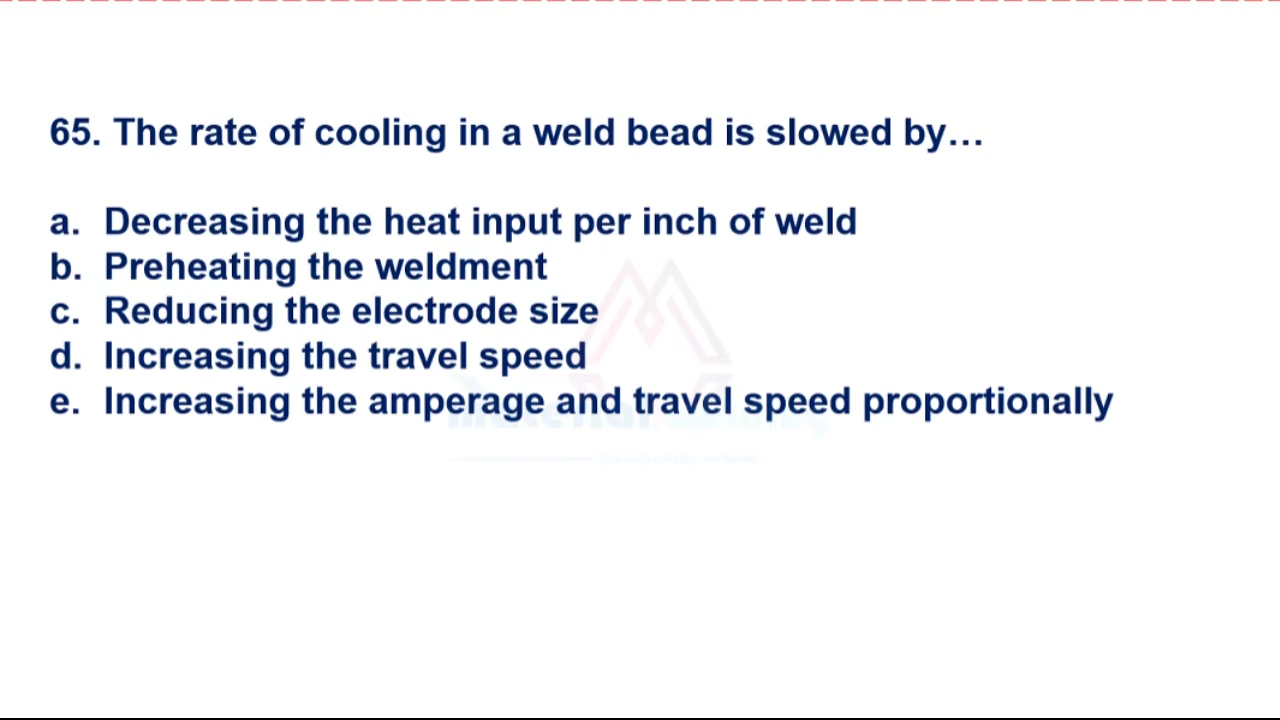 65. The rate of cooling in a weld bead is slowed by…
a. Decreasing the heat input per inch of weld
b. Preheating the weldment
c. Reducing the electrode size
d. Increasing the travel speed
e. Increasing the amperage and travel speed proportionally